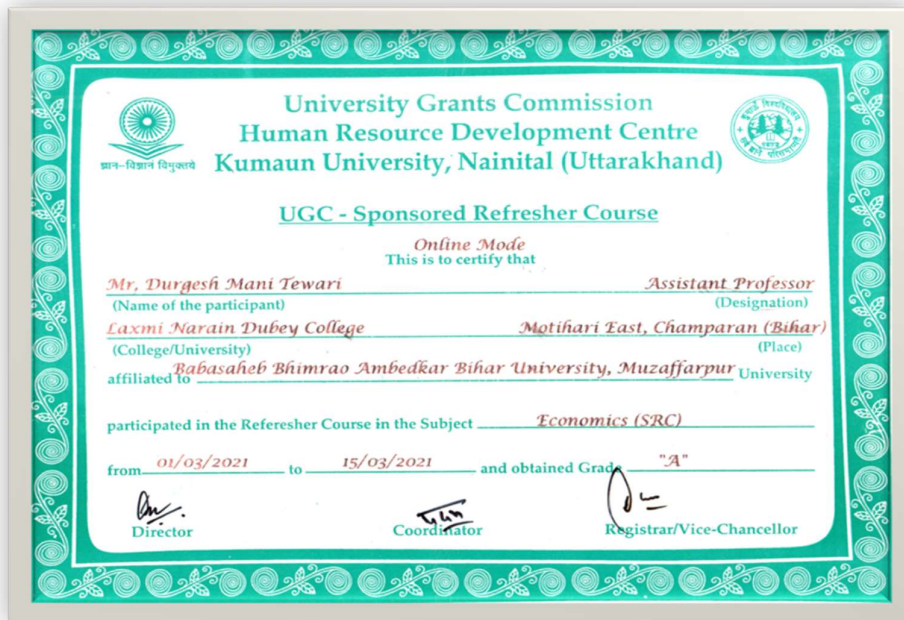 University Grants Commission
Human Resource Development Centre
Kumaun University, Nainital (Uttarakhand)
ज्ञान-विज्ञान विमुक्तये
UGC - Sponsored Refresher Course
Online Mode
This is to certify that
Mr, Durgesh Mani Tewari Assistant Professor
(Name of the participant) (Designation)
Laxmi Narain Dubey College Motihari East, Champaran (Bihar)
(College/University) (Place)
affiliated to Babasaheb Bhimrao Ambedkar Bihar University, Muzaffarpur University
participated in the Referesher Course in the Subject Economics (SRC)
from 01/03/2021 to 15/03/2021 and obtained Grade "A"
Director Coordinator Registrar/Vice-Chancellor